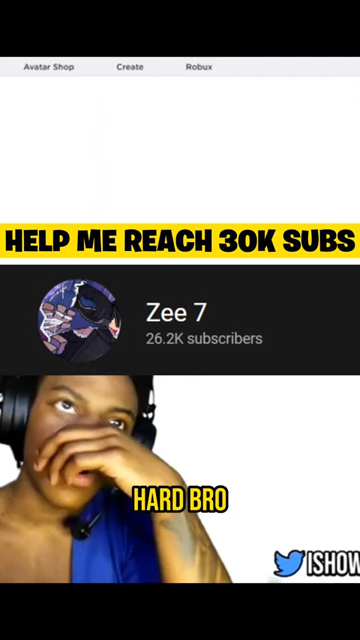 Avatar Shop Create Robux
HELP ME REACH 30K SUBS
Zee 7
26.2K subscribers
HARD BRO
ISHOW